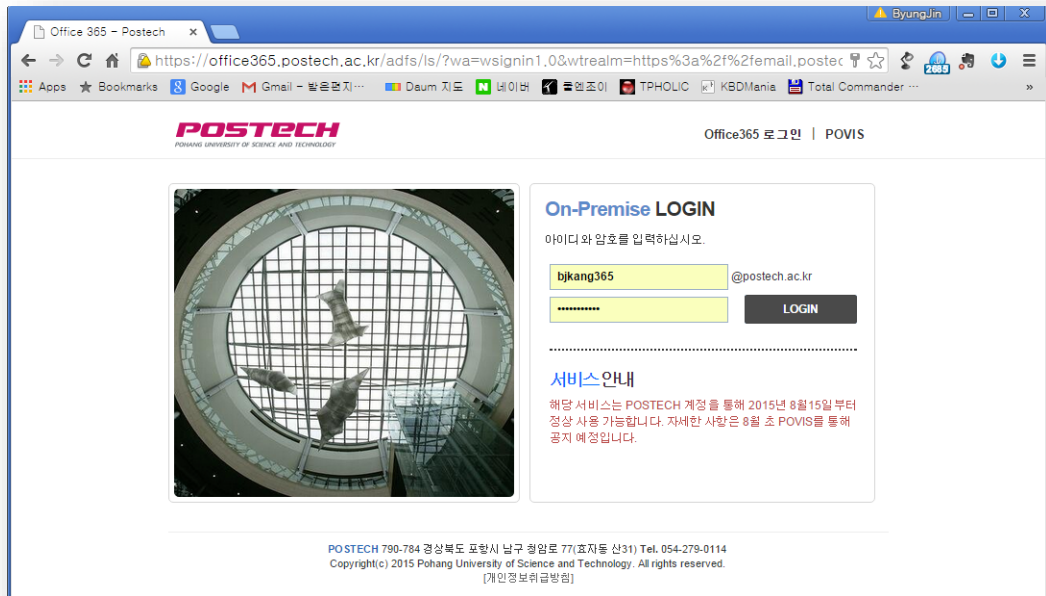 ByungJin
Office 365 - Postech
https://office365.postech.ac.kr/adfs/ls/?wa=wsignin1.0&wtrealm=https%3a%2f%2femail.postec
2685
Apps Bookmarks Google Gmail - 받은편지… Daum 지도 네이버 쿨엔조이 TPHOLIC KBDMania Total Commander … »
POSTECH
POHANG UNIVERSITY OF SCIENCE AND TECHNOLOGY
Office365 로그인 | POVIS
On-Premise LOGIN
아이디와 암호를 입력하십시오.
bjkang365 @postech.ac.kr
••••••••••• LOGIN
서비스안내
해당 서비스는 POSTECH 계정을 통해 2015년 8월15일부터
정상 사용 가능합니다. 자세한 사항은 8월 초 POVIS를 통해
공지 예정입니다.
POSTECH 790-784 경상북도 포항시 남구 청암로 77(효자동 산31) Tel. 054-279-0114
Copyright(c) 2015 Pohang University of Science and Technology. All rights reserved.
[개인정보취급방침]